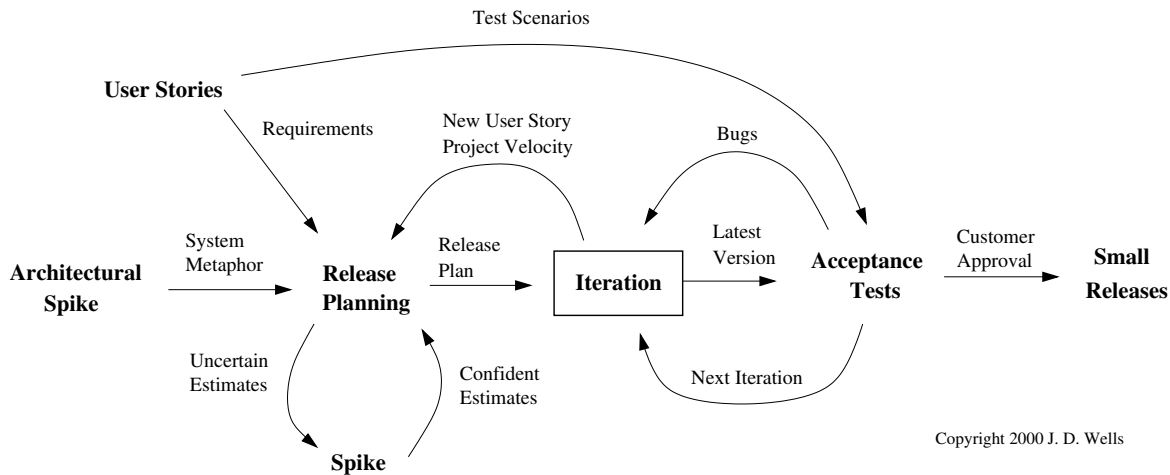 Test Scenarios
User Stories
Requirements
New User Story
Project Velocity
Bugs
System
Metaphor
Release
Plan
Latest
Version
Customer
Approval
Architectural
Spike
Release
Planning
Iteration
Acceptance
Tests
Small
Releases
Uncertain
Estimates
Confident
Estimates
Next Iteration
Spike
Copyright 2000 J. D. Wells